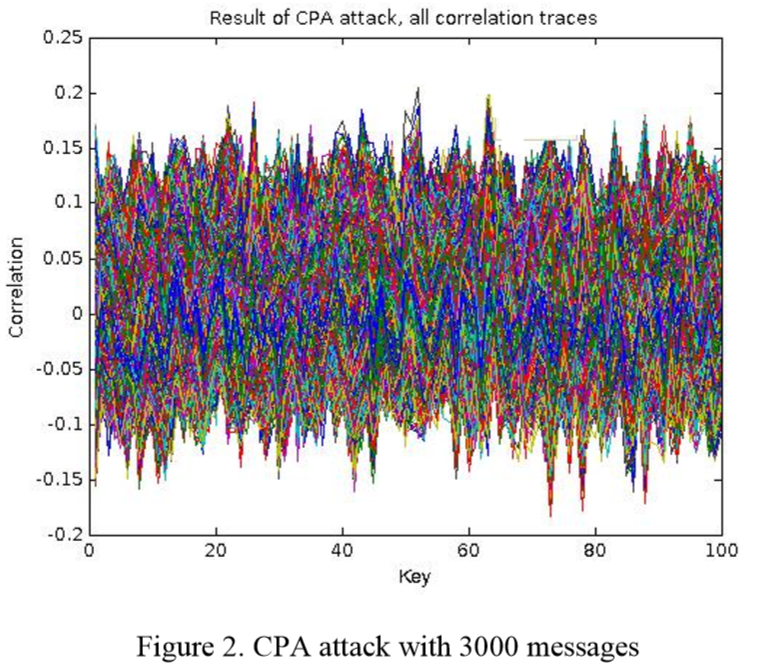 Result of CPA attack, all correlation traces
0.25
0.2
0.15
0.1
0.05
0
-0.05
-0.1
-0.15
-0.2
Correlation
0 20 40 60 80 100
Key
Figure 2. CPA attack with 3000 messages